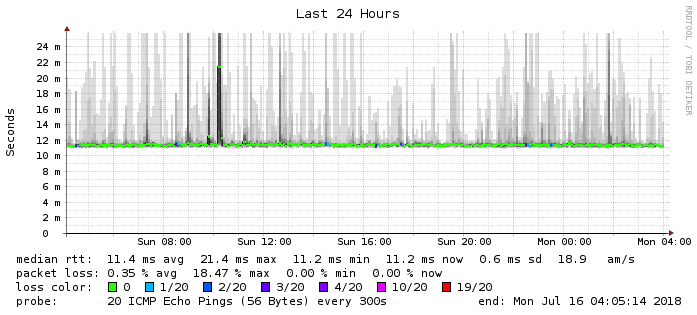 Last 24 Hours
RRDTOOL / TOBI OETIKER
Seconds
24 m
22 m
20 m
18 m
16 m
14 m
12 m
10 m
8 m
6 m
4 m
2 m
0
Sun 08:00 Sun 12:00 Sun 16:00 Sun 20:00 Mon 00:00 Mon 04:00
median rtt: 11.4 ms avg 21.4 ms max 11.2 ms min 11.2 ms now 0.6 ms sd 18.9 am/s
packet loss: 0.35 % avg 18.47 % max 0.00 % min 0.00 % now
loss color: 0 1/20 2/20 3/20 4/20 10/20 19/20
probe: 20 ICMP Echo Pings (56 Bytes) every 300s end: Mon Jul 16 04:05:14 2018